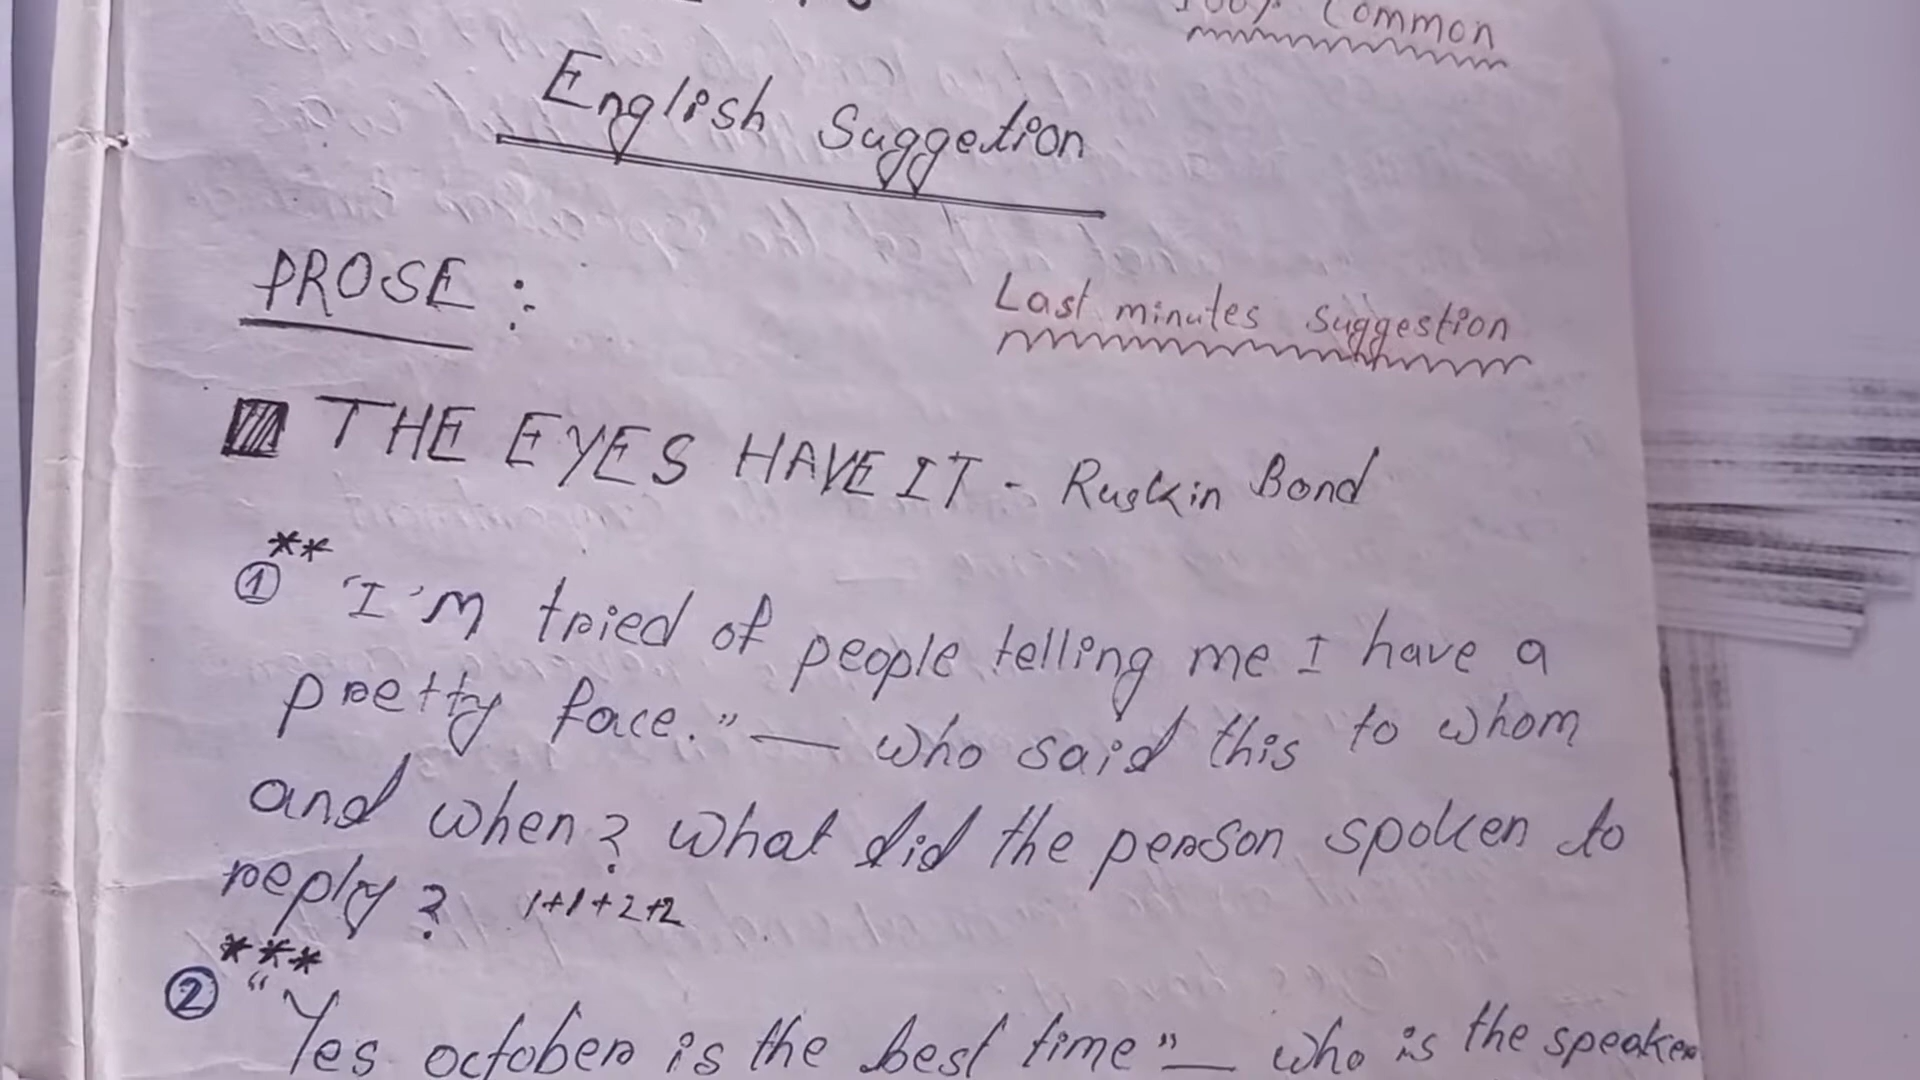 100% Common
English Suggetion
PROSE :-
Last minutes suggestion
THE EYES HAVE IT - Ruskin Bond
**
① "I'm tried of people telling me I have a
pretty face." — who said this to whom
and when? what did the person spoken to
reply? 1+1+2+2
***
② "Yes october is the best time" — who is the speaker